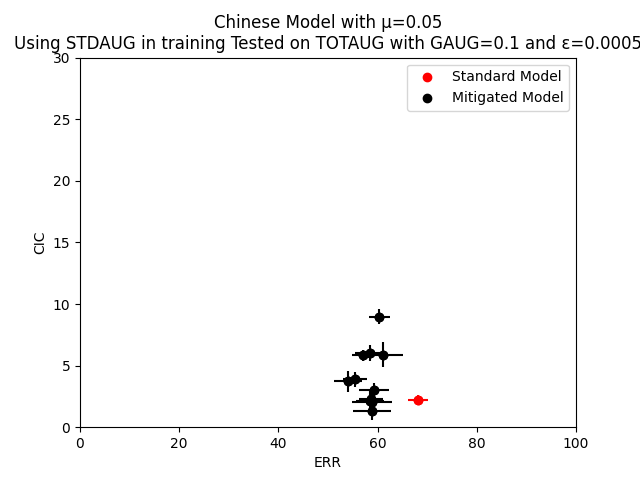 Chinese Model with μ=0.05
Using STDAUG in training Tested on TOTAUG with GAUG=0.1 and ε=0.0005
Standard Model
Mitigated Model
30
25
20
15
10
5
0
CIC
0 20 40 60 80 100
ERR